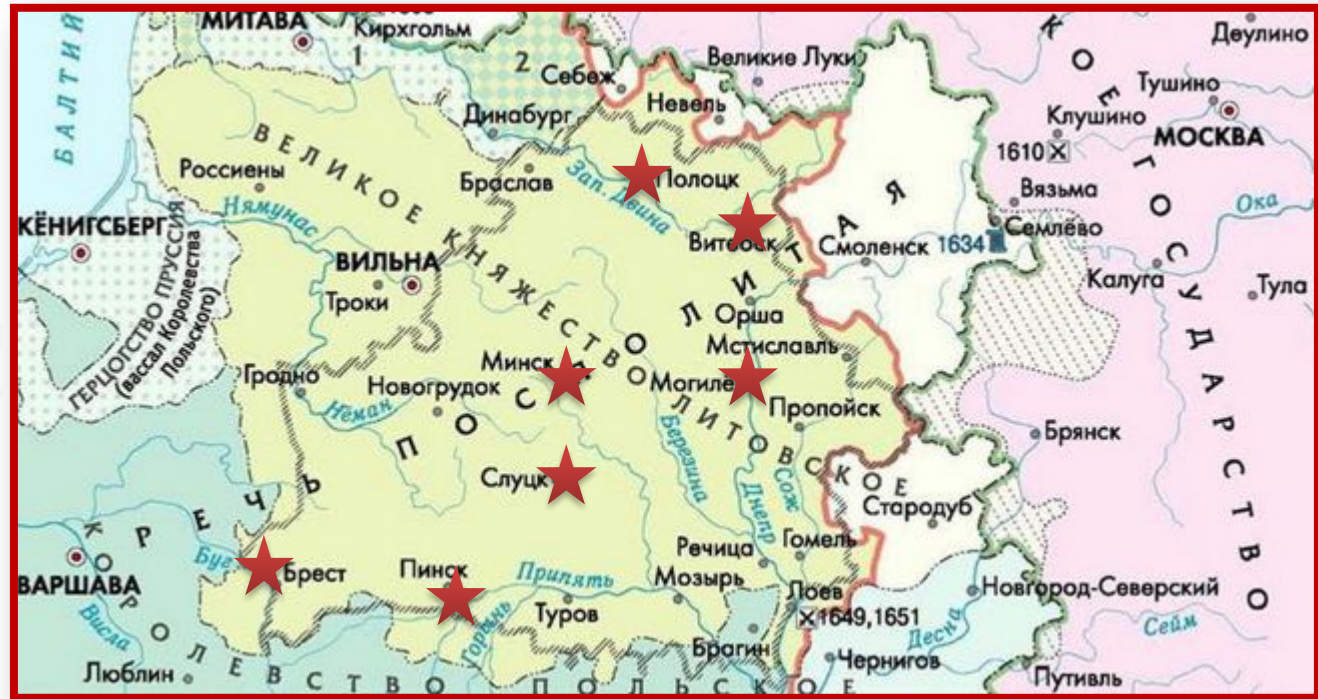 МИТАВА
Кирхгольм
1
2
Себеж
Великие Луки
Невель
Динабург
Деулино
Тушино
Клушино
МОСКВА
1610
Вязьма
Семлёво
1634
Ока
Калуга
Тула
БАЛТИЙ
ВЕЛИКОЕ КНЯЖЕСТВО ЛИТОВСКОЕ
Россиены
Нямунас
Браслав
Зап. Двина
Полоцк
Витебск
Смоленск
КЁНИГСБЕРГ
ГЕРЦОГСТВО ПРУССИЯ
(вассал Королевства
Польского)
ВИЛЬНА
Троки
Орша
Мстиславль
Гродно
Минск
Новогрудок
Нёман
Могилё
Пропойск
Березина
Сож
Днепр
Слуцк
Брянск
Стародуб
РЕЧЬ ПОСПОЛИТАЯ
КОЕ ГОСУДАРСТВО
Буг
Брест
Пинск
Припять
Туров
Горынь
Речица
Мозырь
Гомель
Лоев
1649, 1651
Брагин
Чернигов
Десна
Новгород-Северский
Сейм
Путивль
ВАРШАВА
Висла
Люблин
КОРОЛЕВСТВО ПОЛЬСКОЕ